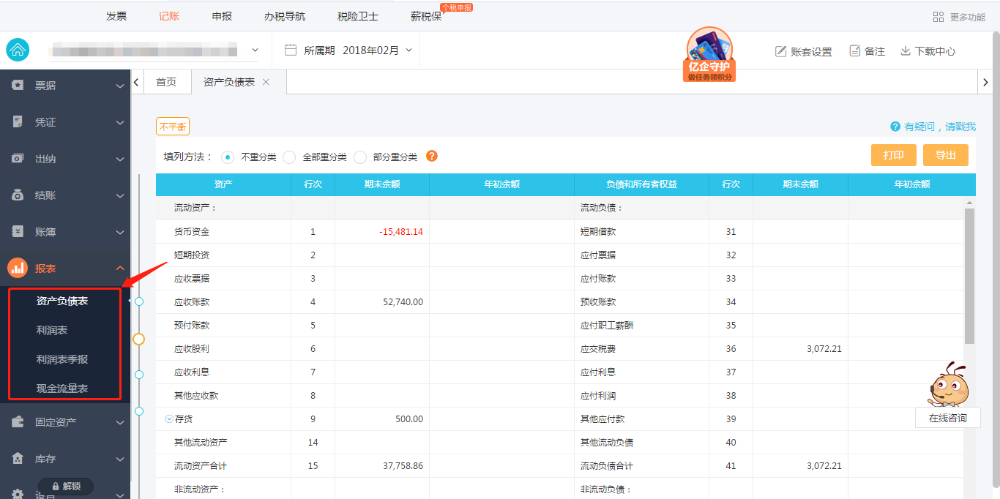 发票 记账 申报 办税导航 税险卫士 薪税保 个税申报 更多功能
所属期 2018年02月 亿企守护 做任务领积分 账套设置 备注 下载中心
票据 首页 资产负债表
凭证 不平衡 有疑问，请戳我
出纳 填列方法： 不重分类 全部重分类 部分重分类 打印 导出
资产 行次 期末余额 年初余额 负债和所有者权益 行次 期末余额 年初余额
结账 流动资产： 流动负债：
账簿 货币资金 1 -15,481.14 短期借款 31
短期投资 2 应付票据 32
报表 应收票据 3 应付账款 33
资产负债表 应收账款 4 52,740.00 预收账款 34
利润表 预付账款 5 应付职工薪酬 35
应收股利 6 应交税费 36 3,072.21
利润表季报 应收利息 7 应付利息 37
现金流量表 其他应收款 8 应付利润 38
固定资产 存货 9 500.00 其他应付款 39 在线咨询
其他流动资产 14 其他流动负债 40
库存 流动资产合计 15 37,758.86 流动负债合计 41 3,072.21
解锁 非流动资产： 非流动负债：